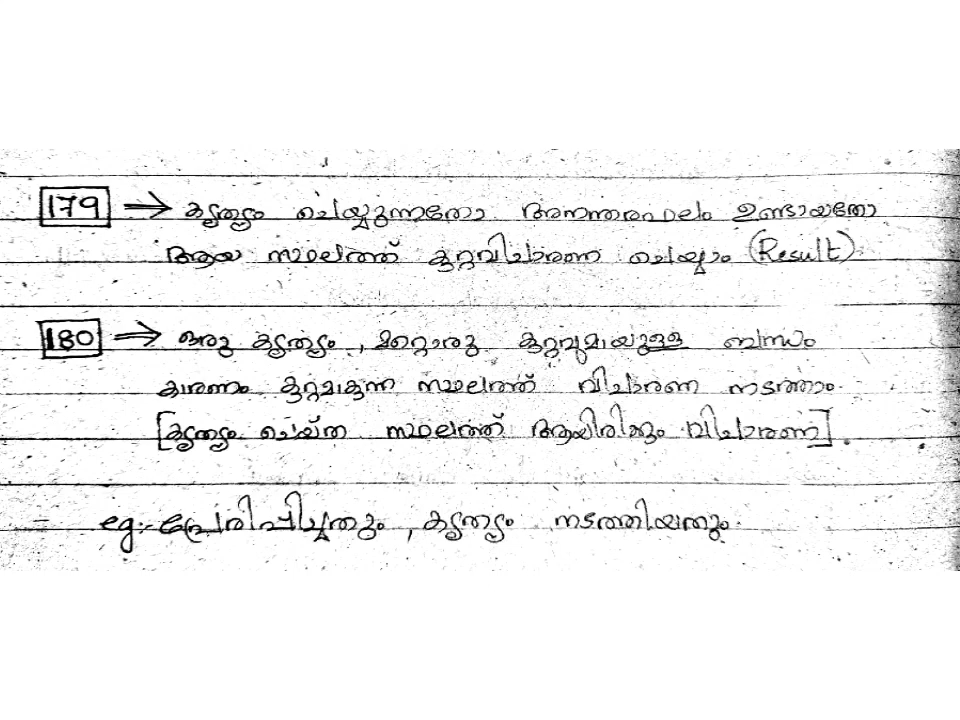 179 → കൃത്യം ചെയ്യുന്നതോ അനന്തരഫലം ഉണ്ടായതോ
ആയ സ്ഥലത്ത് കുറ്റവിചാരണ ചെയ്യാം (Result).
180 → ഒരു കൃത്യം, മറ്റൊരു കുറ്റവുമായുള്ള ബന്ധം
കാരണം കുറ്റമാകുന്ന സ്ഥലത്ത് വിചാരണ നടത്താം.
[കൃത്യം ചെയ്ത സ്ഥലത്ത് ആയിരിക്കും വിചാരണ].
eg:- പ്രേരിപ്പിച്ചതും, കൃത്യം നടത്തിയതും.